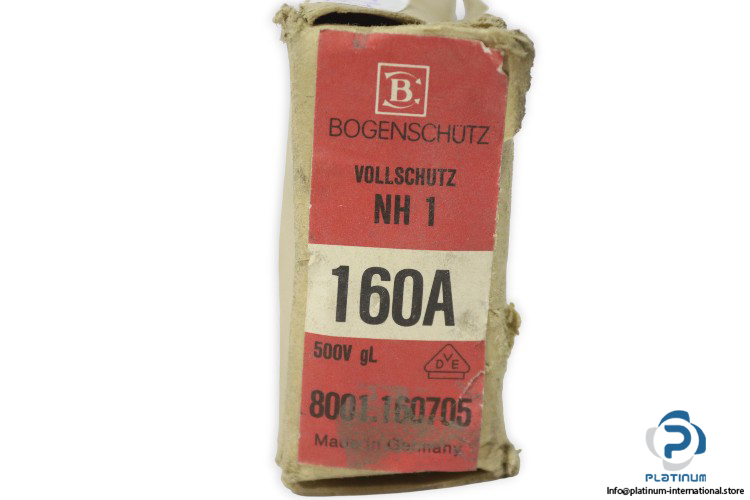 B
BOGENSCHÜTZ
VOLLSCHUTZ
NH 1
160A
500V gL
VDE
8001.160705
Made in Germany
PLATINUM
Info@platinum-international.store